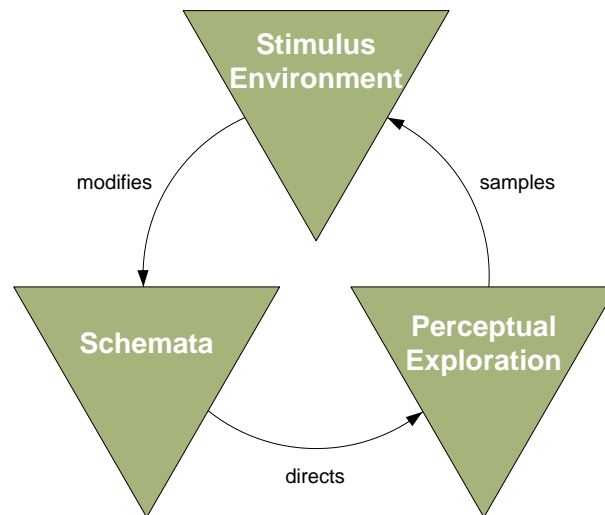 Stimulus
Environment
modifies
samples
Schemata
Perceptual
Exploration
directs